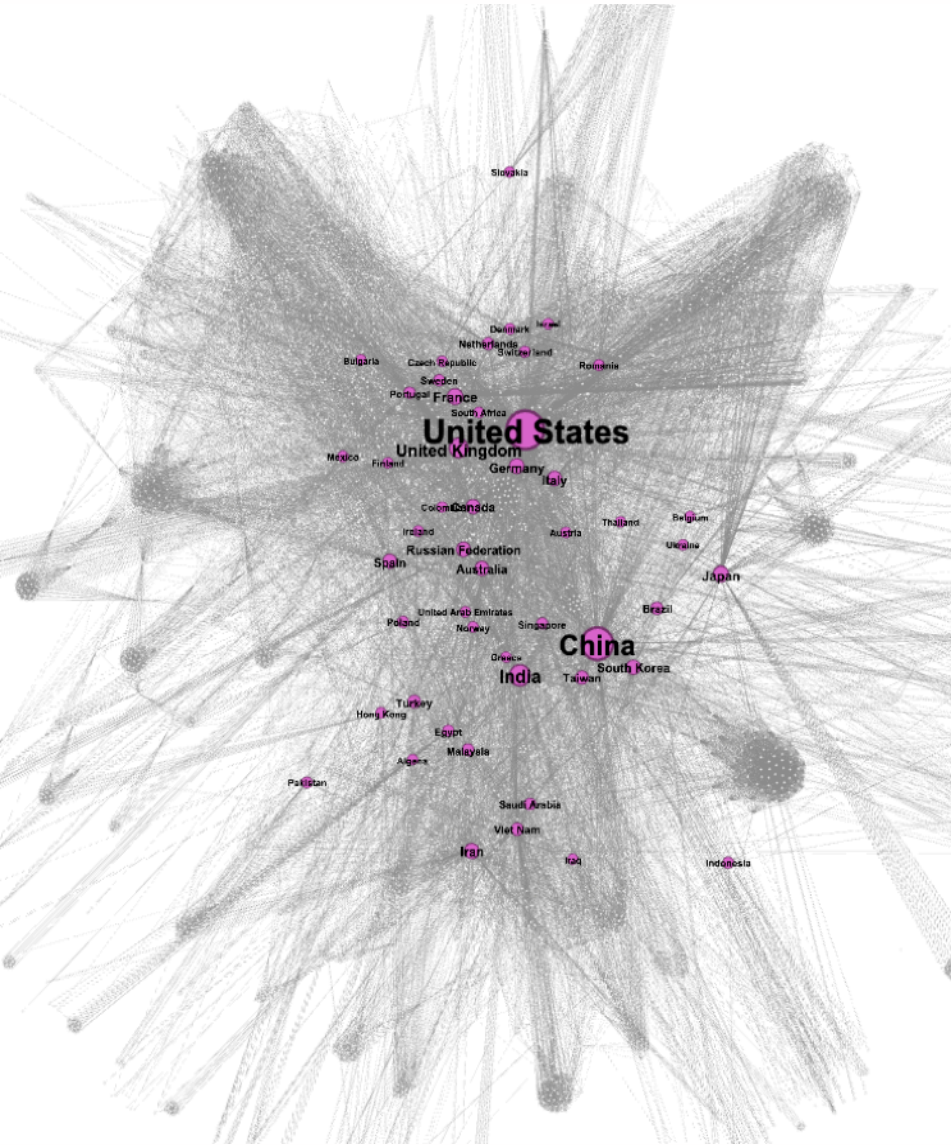 Slovakia
Denmark
Israel
Netherlands
Switzerland
Bulgaria
Czech Republic
Romania
Sweden
Portugal
France
South Africa
United States
United Kingdom
Mexico
Finland
Germany
Italy
Colombia
Canada
Thailand
Belgium
Ireland
Austria
Ukraine
Russian Federation
Spain
Australia
Japan
United Arab Emirates
Brazil
Poland
Norway
Singapore
China
Greece
South Korea
India
Taiwan
Turkey
Hong Kong
Egypt
Malaysia
Algeria
Pakistan
Saudi Arabia
Viet Nam
Iran
Iraq
Indonesia